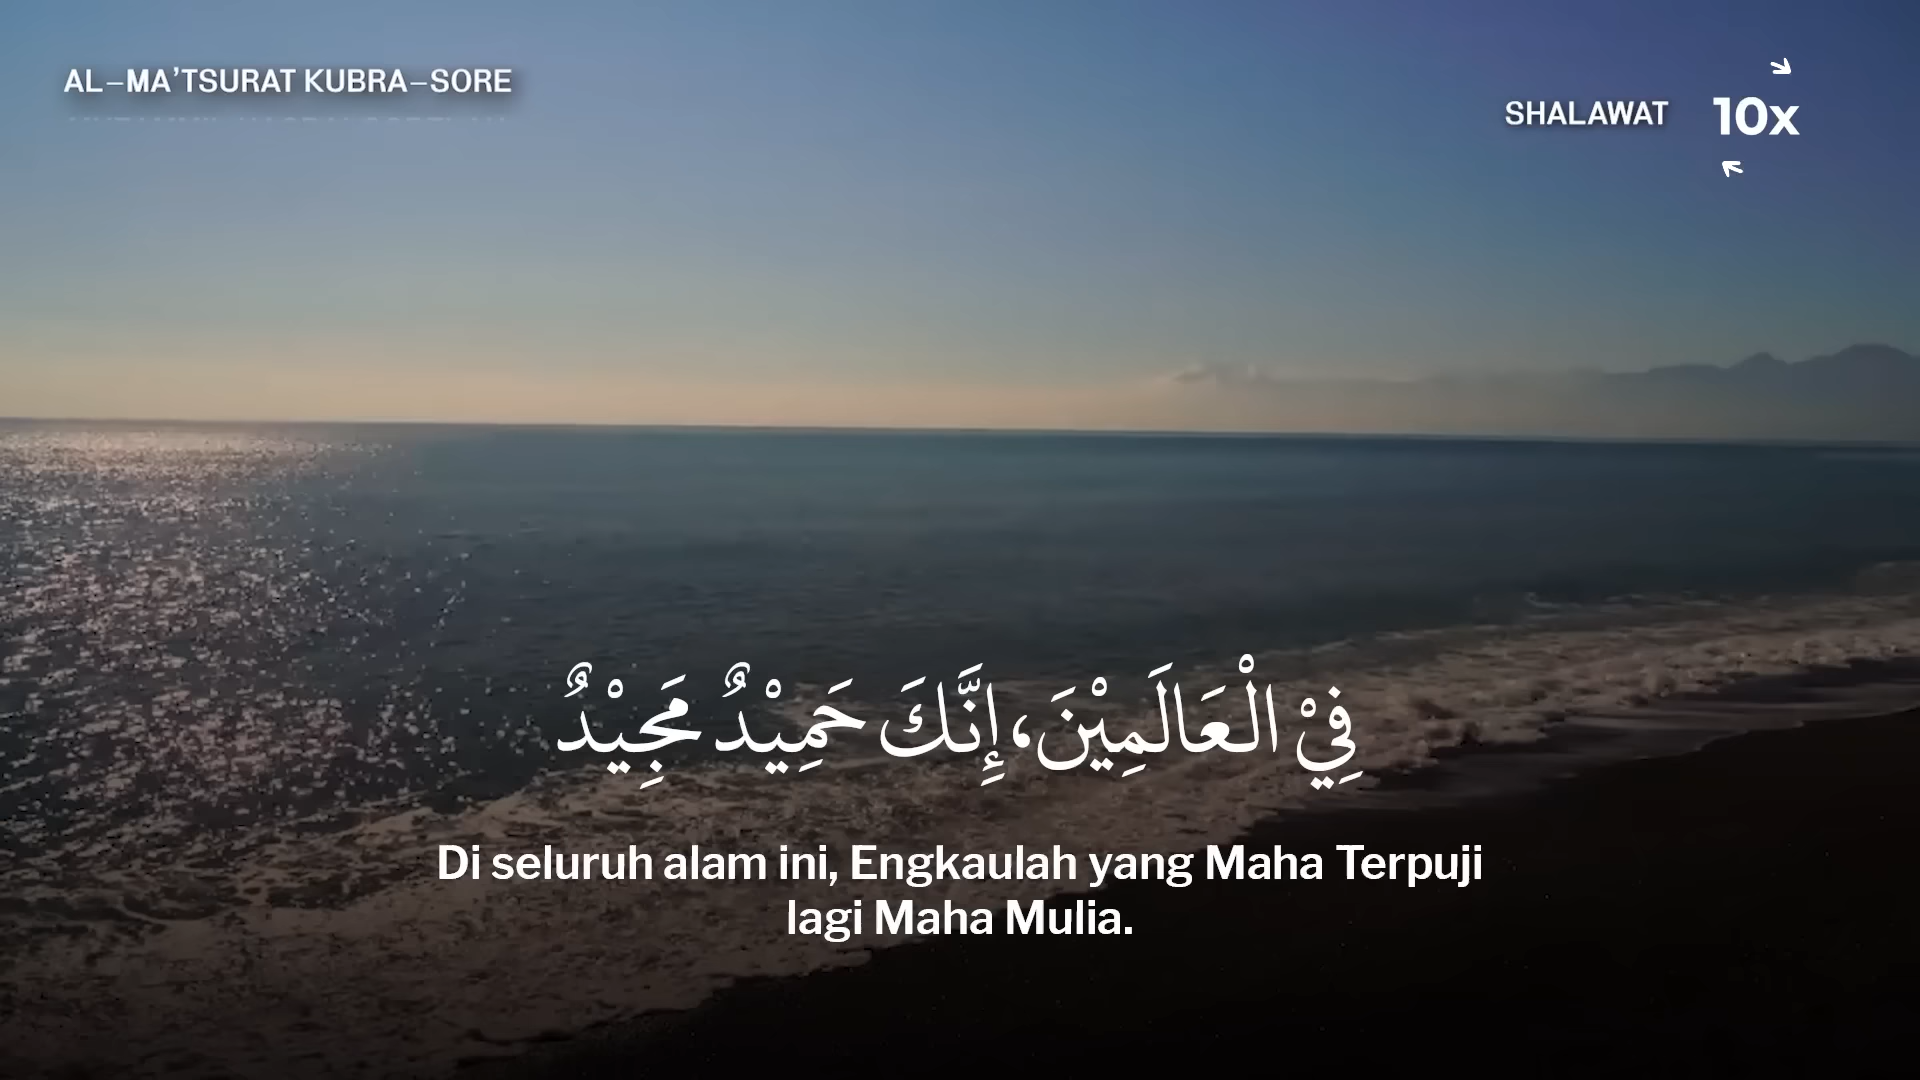 AL-MA'TSURAT KUBRA-SORE
SHALAWAT 10x
فِيْ الْعَالَمِيْنَ، إِنَّكَ حَمِيْدٌ مَجِيْدٌ
Di seluruh alam ini, Engkaulah yang Maha Terpuji
lagi Maha Mulia.